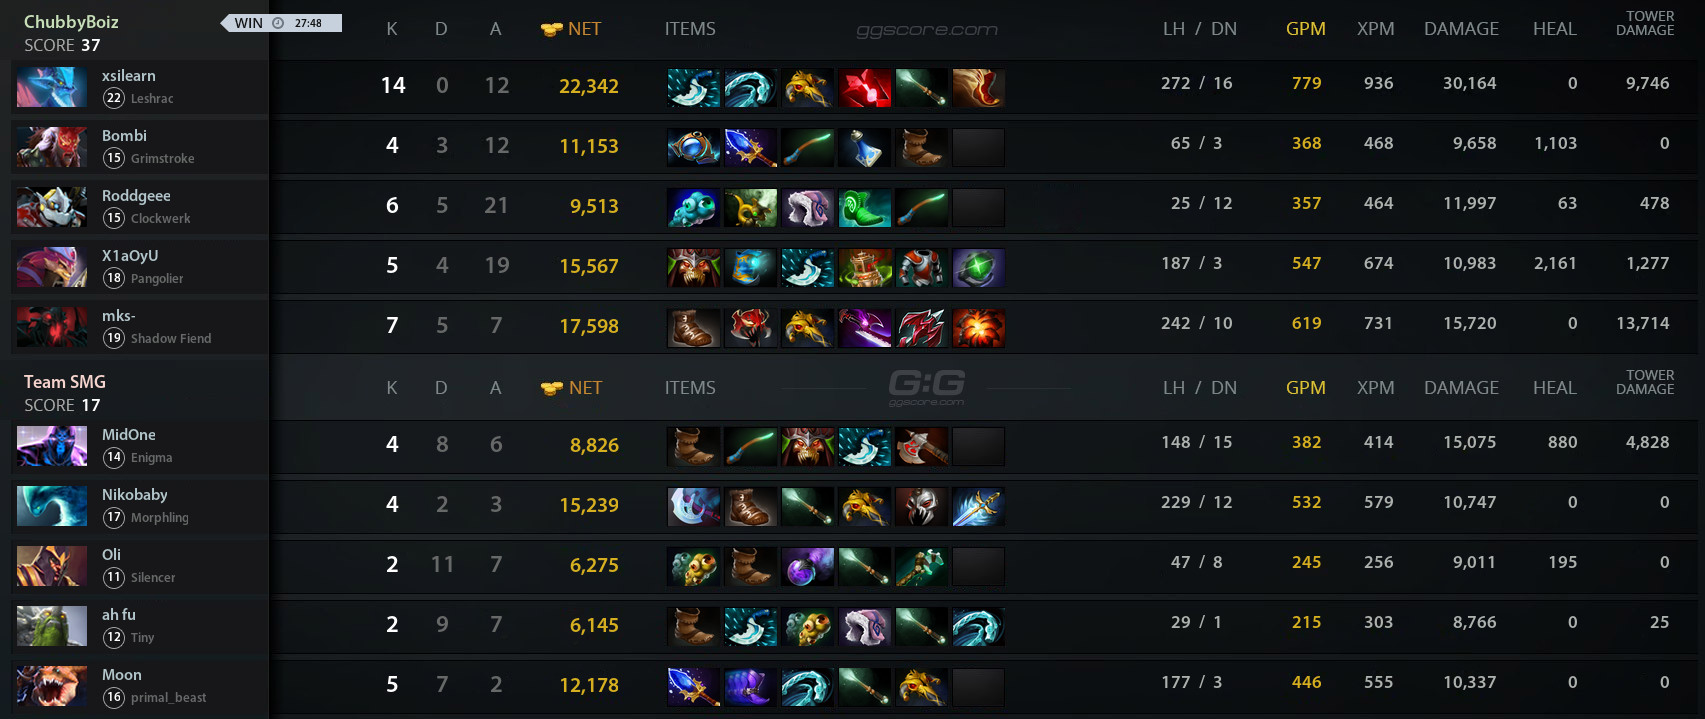 ChubbyBoiz WIN 27:48
SCORE 37
K D A NET ITEMS ggscore.com LH / DN GPM XPM DAMAGE HEAL TOWER DAMAGE
xsilearn
22 Leshrac
14 0 12 22,342 272 / 16 779 936 30,164 0 9,746
Bombi
15 Grimstroke
4 3 12 11,153 65 / 3 368 468 9,658 1,103 0
Roddgeee
15 Clockwerk
6 5 21 9,513 25 / 12 357 464 11,997 63 478
X1aOyU
18 Pangolier
5 4 19 15,567 187 / 3 547 674 10,983 2,161 1,277
mks-
19 Shadow Fiend
7 5 7 17,598 242 / 10 619 731 15,720 0 13,714
Team SMG
SCORE 17
K D A NET ITEMS G:G ggscore.com LH / DN GPM XPM DAMAGE HEAL TOWER DAMAGE
MidOne
14 Enigma
4 8 6 8,826 148 / 15 382 414 15,075 880 4,828
Nikobaby
17 Morphling
4 2 3 15,239 229 / 12 532 579 10,747 0 0
Oli
11 Silencer
2 11 7 6,275 47 / 8 245 256 9,011 195 0
ah fu
12 Tiny
2 9 7 6,145 29 / 1 215 303 8,766 0 25
Moon
16 primal_beast
5 7 2 12,178 177 / 3 446 555 10,337 0 0